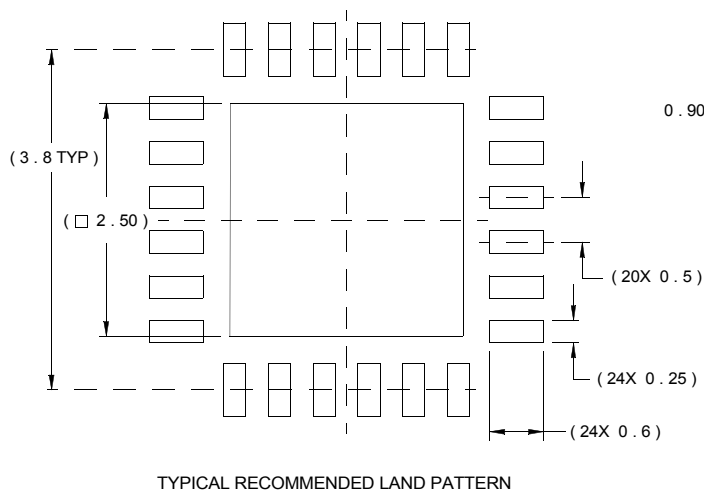 0.90
( 3 . 8 TYP )
( □ 2 . 50 )
( 20X 0 . 5 )
( 24X 0 . 25 )
( 24X 0 . 6 )
TYPICAL RECOMMENDED LAND PATTERN